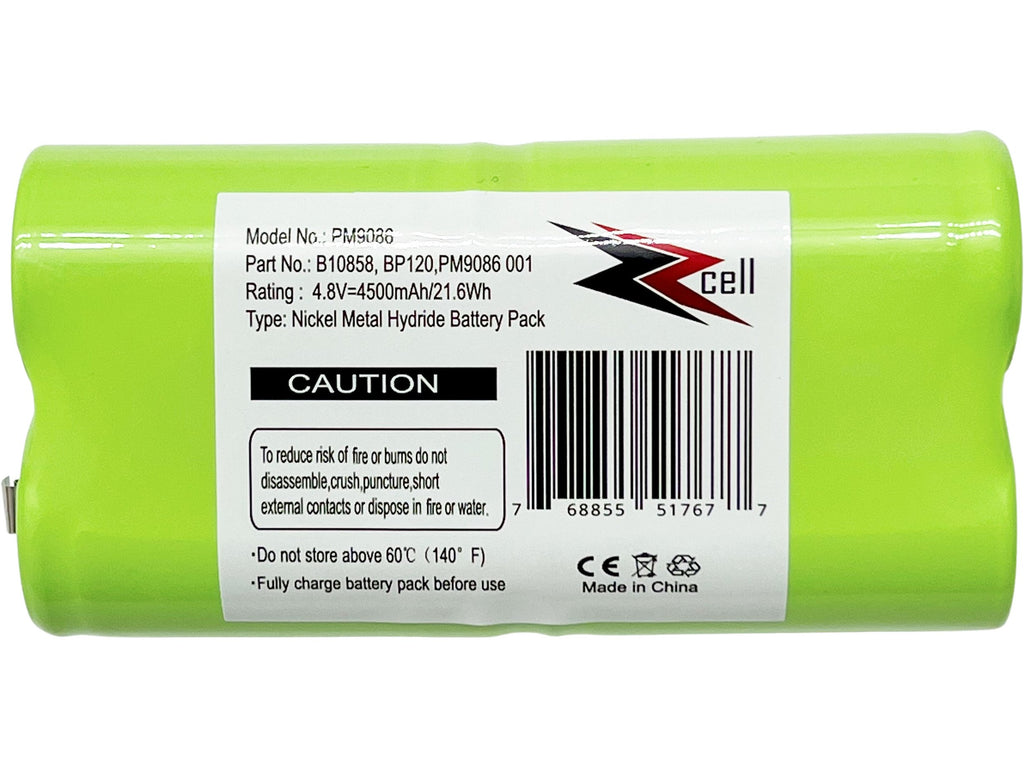 Model No.: PM9086
Part No.: B10858, BP120,PM9086 001
Rating : 4.8V=4500mAh/21.6Wh
Type: Nickel Metal Hydride Battery Pack
cell
CAUTION
To reduce risk of fire or burns do not
disassemble,crush,puncture,short
external contacts or dispose in fire or water.
7 68855 51767 7
·Do not store above 60℃ (140° F)
·Fully charge battery pack before use
CE
Made in China